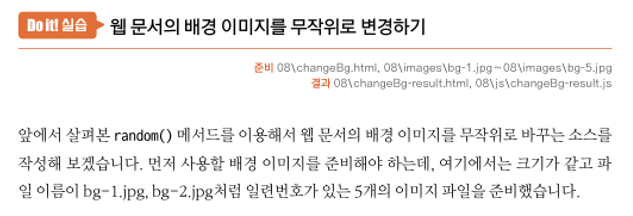 Do it! 실습 웹 문서의 배경 이미지를 무작위로 변경하기
준비 08\changeBg.html, 08\images\bg-1.jpg~08\images\bg-5.jpg
결과 08\changeBg-result.html, 08\js\changeBg-result.js
앞에서 살펴본 random() 메서드를 이용해서 웹 문서의 배경 이미지를 무작위로 바꾸는 소스를
작성해 보겠습니다. 먼저 사용할 배경 이미지를 준비해야 하는데, 여기에서는 크기가 같고 파
일 이름이 bg-1.jpg, bg-2.jpg처럼 일련번호가 있는 5개의 이미지 파일을 준비했습니다.